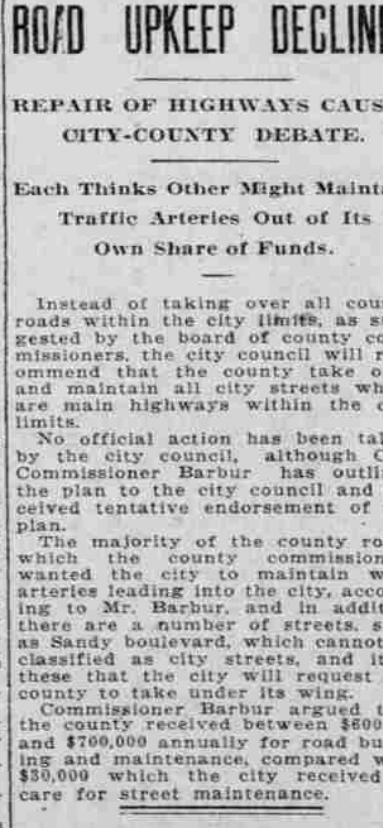 ROAD UPKEEP DECLINE
REPAIR OF HIGHWAYS CAUS
CITY-COUNTY DEBATE.
Each Thinks Other Might Mainta
Traffic Arteries Out of Its
Own Share of Funds.
Instead of taking over all coun
roads within the city limits, as su
gested by the board of county co
missioners, the city council will r
ommend that the county take o
and maintain all city streets wh
are main highways within the c
limits.
No official action has been tak
by the city council, although C
Commissioner Barbur has outli
the plan to the city council and
ceived tentative endorsement of
plan.
The majority of the county ro
which the county commission
wanted the city to maintain w
arteries leading into the city, acco
ing to Mr. Barbur, and in addit
there are a number of streets, s
as Sandy boulevard, which cannot
classified as city streets, and it
these that the city will request
county to take under its wing.
Commissioner Barbur argued t
the county received between $600
and $700,000 annually for road bu
ing and maintenance, compared w
$30,000 which the city received
care for street maintenance.